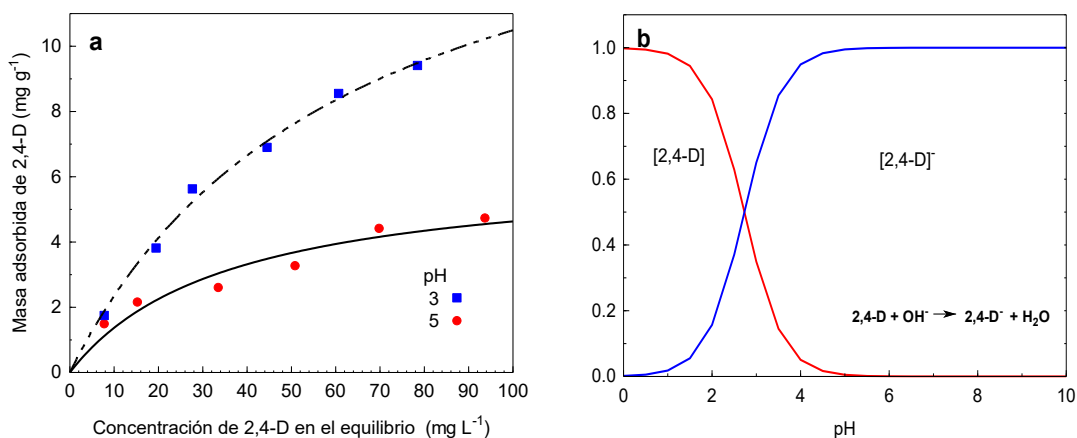 a
Masa adsorbida de 2,4-D (mg g⁻¹)
10
8
6
4
2
0
pH
3
5
0 10 20 30 40 50 60 70 80 90 100
Concentración de 2,4-D en el equilibrio (mg L⁻¹)
b
1.0
0.8
0.6
0.4
0.2
0.0
[2,4-D]
[2,4-D]⁻
2,4-D + OH⁻ → 2,4-D⁻ + H₂O
0 2 4 6 8 10
pH